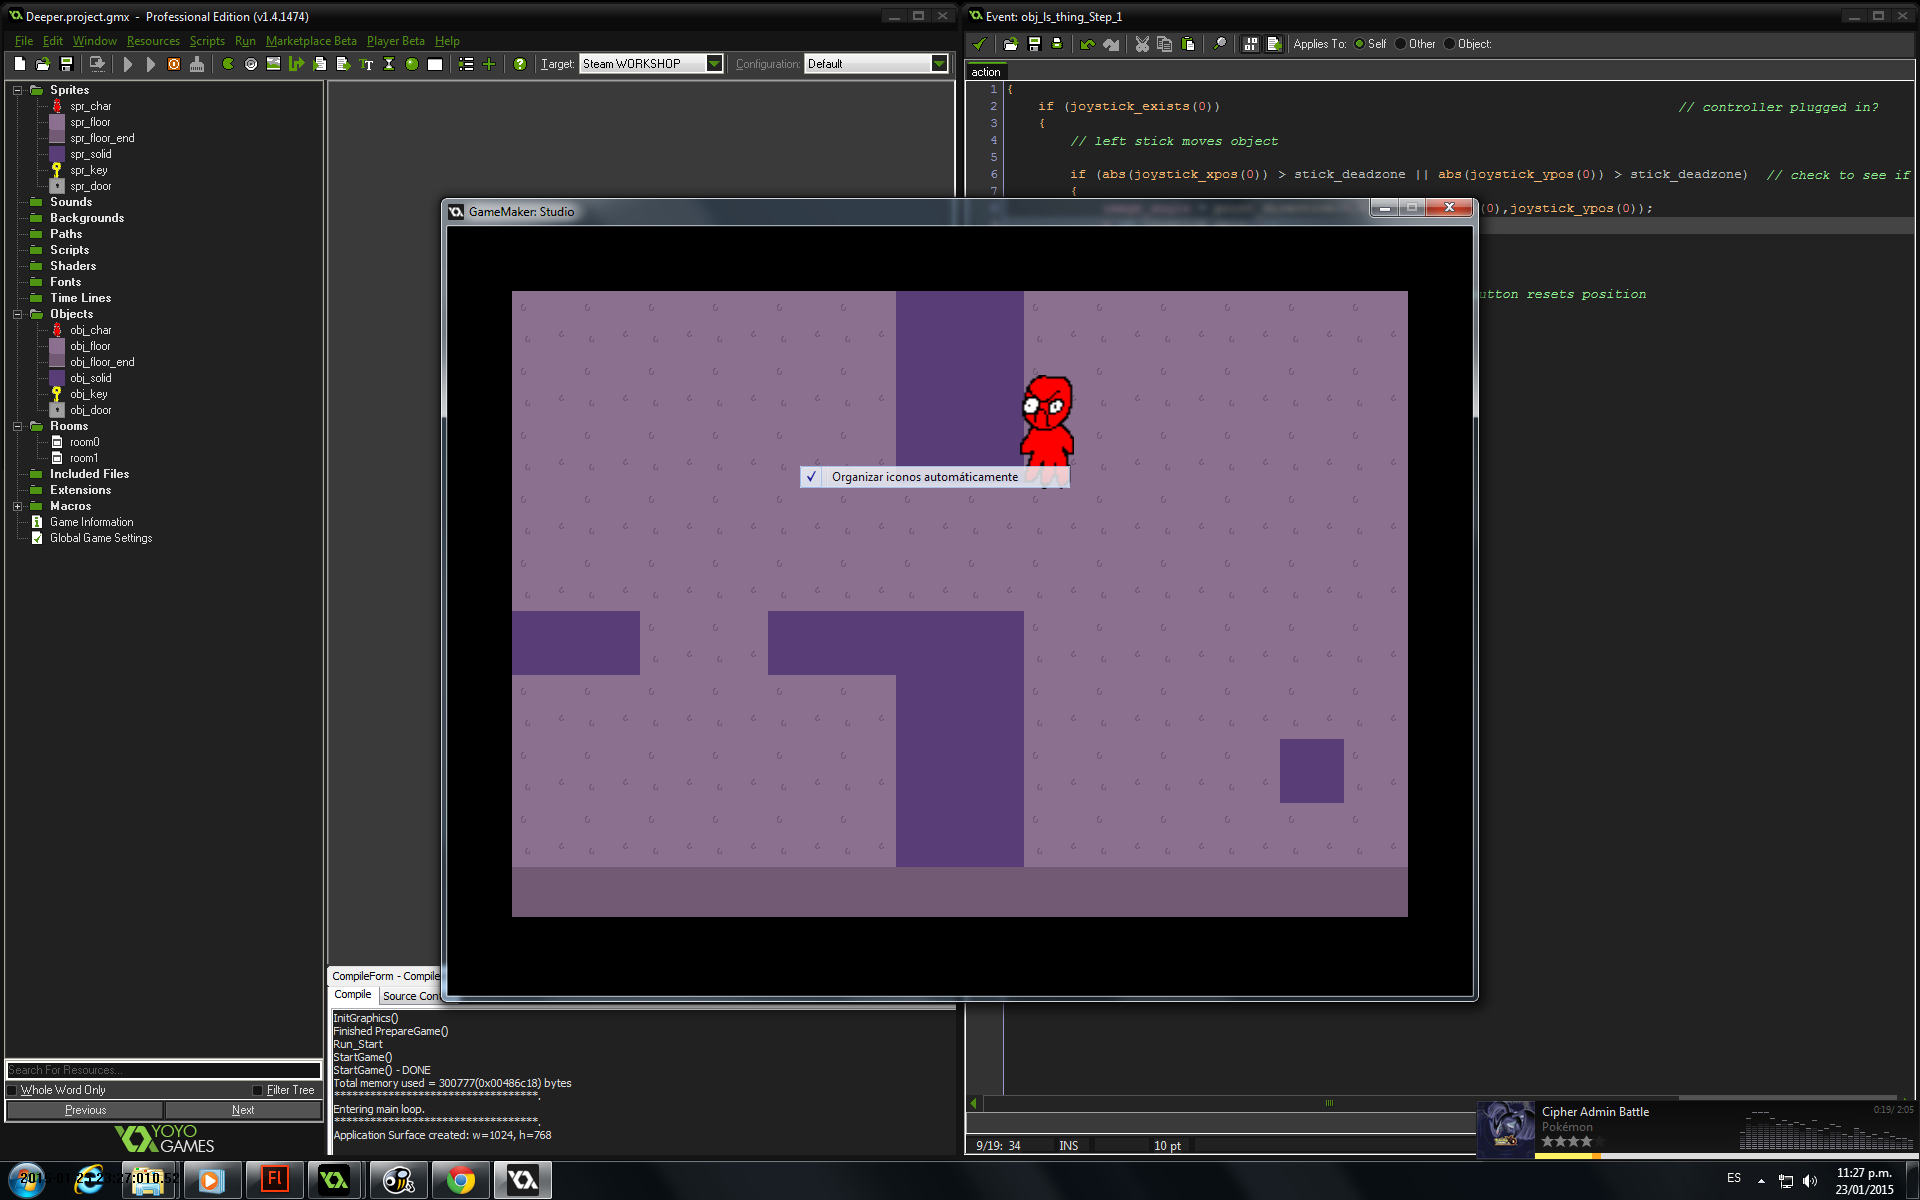 Deeper.project.gmx - Professional Edition (v1.4.1474)
File Edit Window Resources Scripts Run Marketplace Beta Player Beta Help
Target: Steam WORKSHOP Configuration: Default
Sprites
spr_char
spr_floor
spr_floor_end
spr_solid
spr_key
spr_door
Sounds
Backgrounds
Paths
Scripts
Shaders
Fonts
Time Lines
Objects
obj_char
obj_floor
obj_floor_end
obj_solid
obj_key
obj_door
Rooms
room0
room1
Included Files
Extensions
Macros
Game Information
Global Game Settings
Search For Resources...
Whole Word Only Filter Tree
Previous Next
YOYO GAMES
Event: obj_ls_thing_Step_1
Applies To: Self Other Object:
action
1 {
2 if (joystick_exists(0)) // controller plugged in?
3 {
4 // left stick moves object
5
6 if (abs(joystick_xpos(0)) > stick_deadzone || abs(joystick_ypos(0)) > stick_deadzone) // check to see if
7 {
(0),joystick_ypos(0));
utton resets position
GameMaker: Studio
✓ Organizar iconos automáticamente
CompileForm - Compile
Compile Source Con
InitGraphics()
Finished PrepareGame()
Run_Start
StartGame()
StartGame() - DONE
Total memory used = 300777(0x00486c18) bytes
***********************************.
Entering main loop.
***********************************.
Application Surface created: w=1024, h=768
9/19: 34 INS 10 pt
Cipher Admin Battle
Pokémon
0:19/ 2:05
Fl
ES
11:27 p.m.
23/01/2015